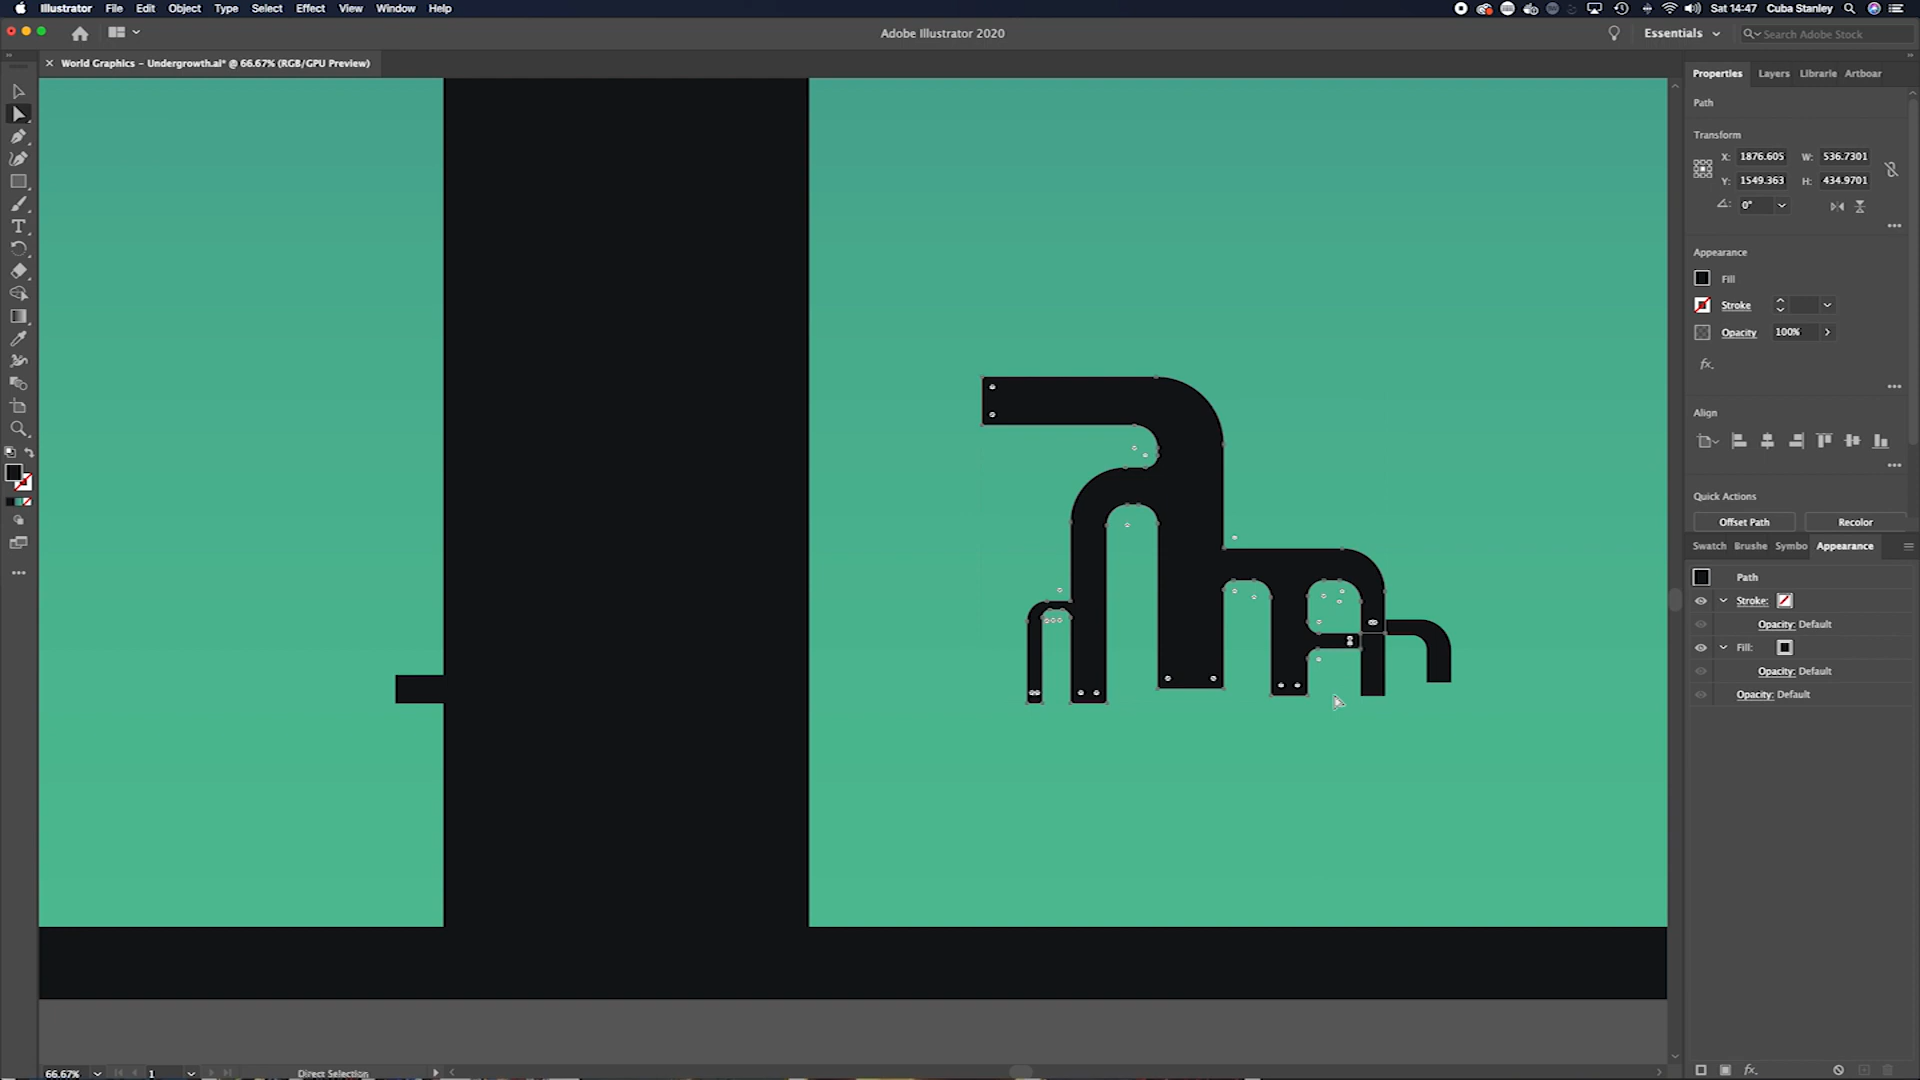 Illustrator File Edit Object Type Select Effect View Window Help
Sat 14:47 Cuba Stanley
Adobe Illustrator 2020
Essentials
Search Adobe Stock
World Graphics - Undergrowth.ai* @ 66.67% (RGB/GPU Preview)
Properties Layers Librarie Artboar
Path
Transform
X: 1876.605 W: 536.7301
Y: 1549.363 H: 434.9701
0°
Appearance
Fill
Stroke
Opacity 100%
fx.
Align
Quick Actions
Offset Path Recolor
Swatch Brushe Symbo Appearance
Path
Stroke:
Opacity: Default
Fill:
Opacity: Default
Opacity: Default
66.67% 1 Direct Selection
fx.